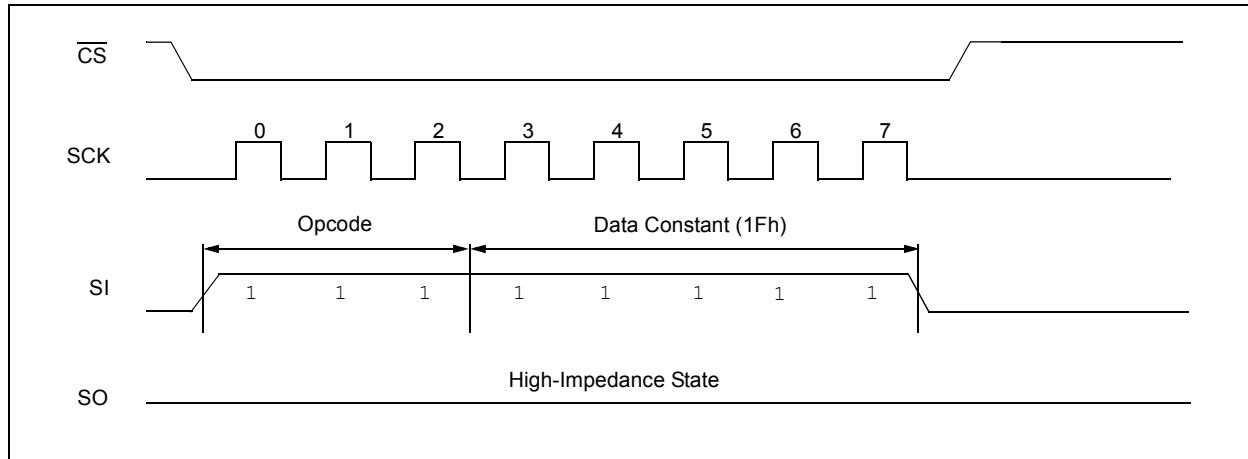 CS
0 1 2 3 4 5 6 7
SCK
Opcode Data Constant (1Fh)
SI
1 1 1 1 1 1 1 1
High-Impedance State
SO